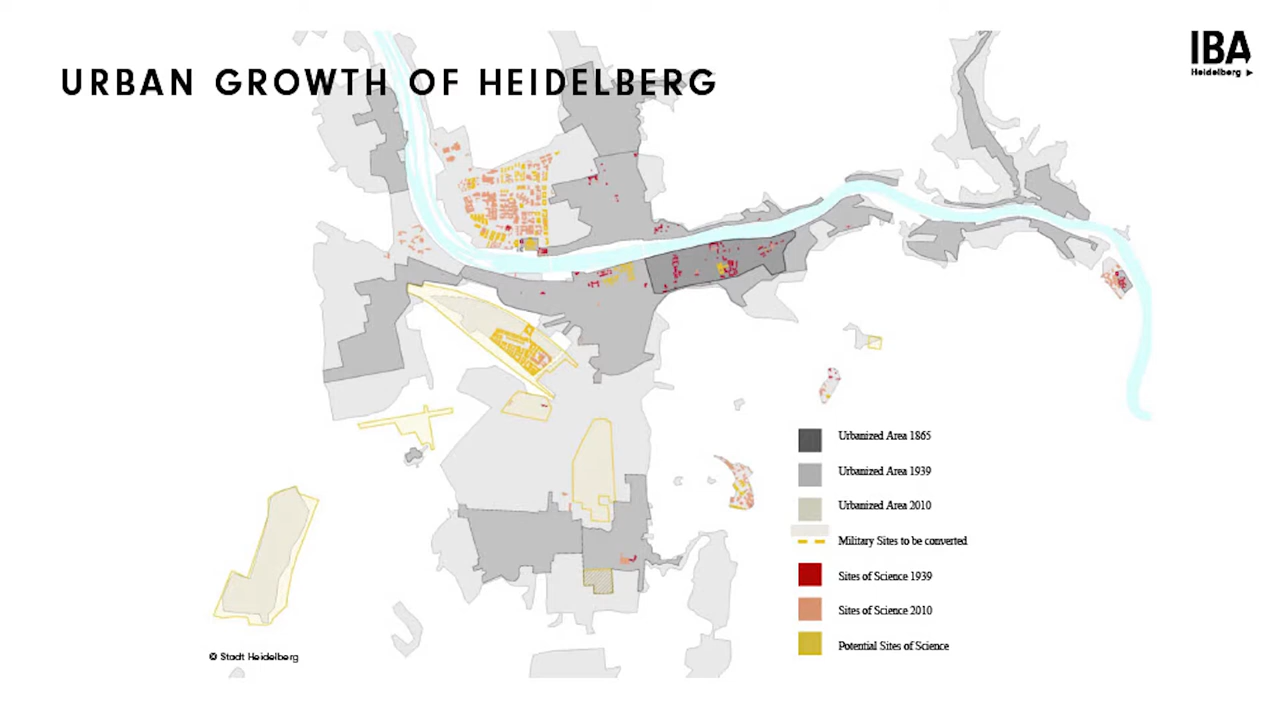 IBA
Heidelberg
URBAN GROWTH OF HEIDELBERG
Urbanized Area 1865
Urbanized Area 1939
Urbanized Area 2010
Military Sites to be converted
Sites of Science 1939
Sites of Science 2010
Potential Sites of Science
© Stadt Heidelberg